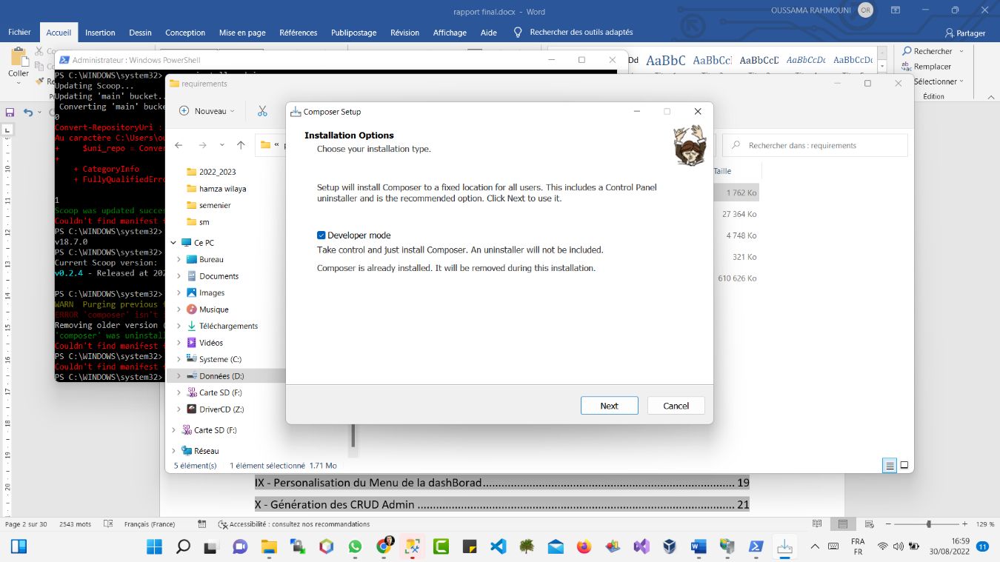 rapport final.docx - Word
OUSSAMA RAHMOUNI
OR
Fichier
Accueil
Insertion
Dessin
Conception
Mise en page
Références
Publipostage
Révision
Affichage
Aide
Rechercher des outils adaptés
Partager
Coller
Administrateur : Windows PowerShell
AaBbC
AaBbCc
AaBbCcD
AaBbCcDc
AaBbCcDc
Rechercher
Remplacer
Sélectionner
Édition
PS C:\WINDOWS\system32>
Updating Scoop...
Updating 'main' bucket..
Converting 'main' bucke
0
Convert-RepositoryUri :
Au caractère C:\Users\ou
+ $uni_repo = Conver
+
+ CategoryInfo
+ FullyQualifiedErro
1
Scoop was updated succes
Couldn't find manifest f
PS C:\WINDOWS\system32>
v18.7.0
PS C:\WINDOWS\system32>
Current Scoop version:
v0.2.4 - Released at 202
PS C:\WINDOWS\system32>
WARN Purging previous
ERROR 'composer' isn't
Removing older version (
'composer' was uninstall
Couldn't find manifest f
PS C:\WINDOWS\system32>
Couldn't find manifest f
PS C:\WINDOWS\system32>
requirements
Nouveau
Rechercher dans : requirements
2022_2023
hamza wilaya
semenier
sm
Ce PC
Bureau
Documents
Images
Musique
Téléchargements
Vidéos
Systeme (C:)
Données (D:)
Carte SD (F:)
DriverCD (Z:)
Carte SD (F:)
Réseau
Taille
1 762 Ko
27 364 Ko
4 748 Ko
321 Ko
610 626 Ko
5 élément(s)
1 élément sélectionné 1.71 Mo
Composer Setup
Installation Options
Choose your installation type.
Setup will install Composer to a fixed location for all users. This includes a Control Panel
uninstaller and is the recommended option. Click Next to use it.
Developer mode
Take control and just install Composer. An uninstaller will not be included.
Composer is already installed. It will be removed during this installation.
Next
Cancel
IX - Personalisation du Menu de la dashBorad ........ 19
X - Génération des CRUD Admin ........ 21
Page 2 sur 30
2543 mots
Français (France)
Accessibilité : consultez nos recommandations
129 %
FRA
FR
16:59
30/08/2022
11